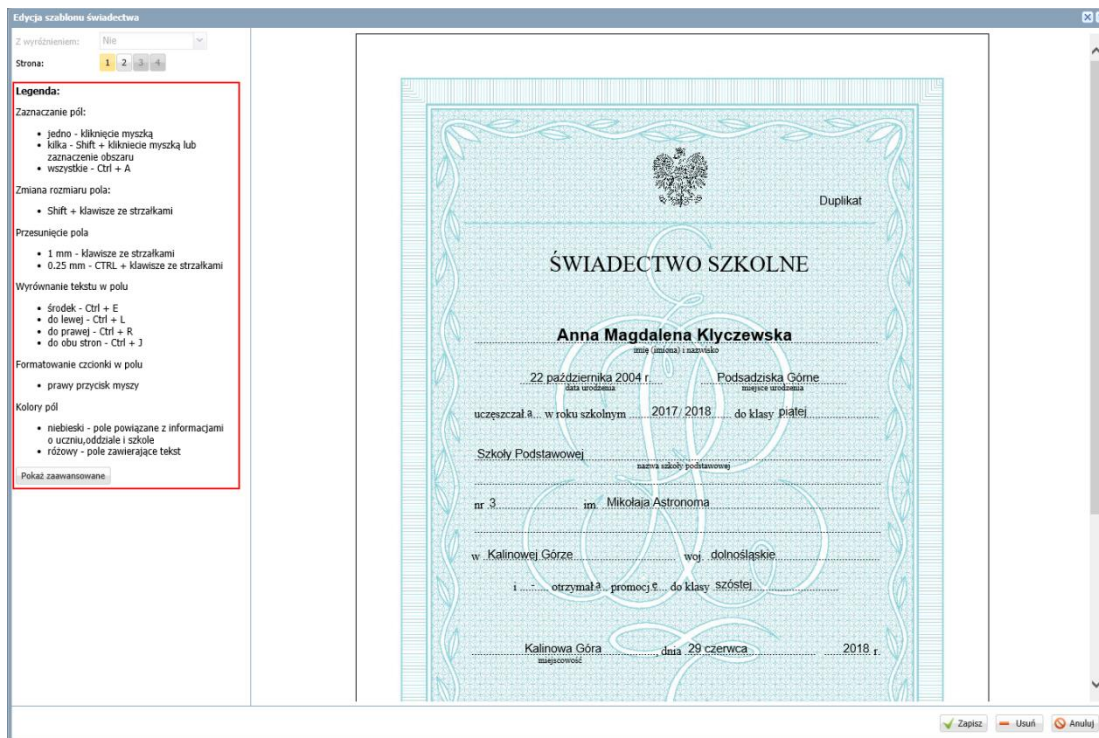 Edycja szablonu świadectwa
Z wyróżnieniem: Nie
Strona: 1 2 3 4
Legenda:
Zaznaczanie pól:
• jedno - kliknięcie myszką
• kilka - Shift + kliknięcie myszką lub
zaznaczenie obszaru
• wszystkie - Ctrl + A
Zmiana rozmiaru pola:
• Shift + klawisze ze strzałkami
Przesunięcie pola
• 1 mm - klawisze ze strzałkami
• 0.25 mm - CTRL + klawisze ze strzałkami
Wyrównanie tekstu w polu
• środek - Ctrl + E
• do lewej - Ctrl + L
• do prawej - Ctrl + R
• do obu stron - Ctrl + J
Formatowanie czcionki w polu
• prawy przycisk myszy
Kolory pól
• niebieski - pole powiązane z informacjami
o uczniu,oddziale i szkole
• różowy - pole zawierające tekst
Pokaż zaawansowane
Duplikat
ŚWIADECTWO SZKOLNE
Anna Magdalena Klyczewska
imię (imiona) i nazwisko
22 października 2004 r. Podsadziska Górne
data urodzenia miejsce urodzenia
uczęszczał a w roku szkolnym 2017/ 2018 do klasy piątej
Szkoły Podstawowej
nazwa szkoły podstawowej
nr 3 im. Mikołaja Astronoma
w Kalinowej Górze woj. dolnośląskie
i - otrzymał a promocj ę do klasy szóstej
Kalinowa Góra , dnia 29 czerwca 2018 r.
miejscowość
Zapisz Usuń Anuluj